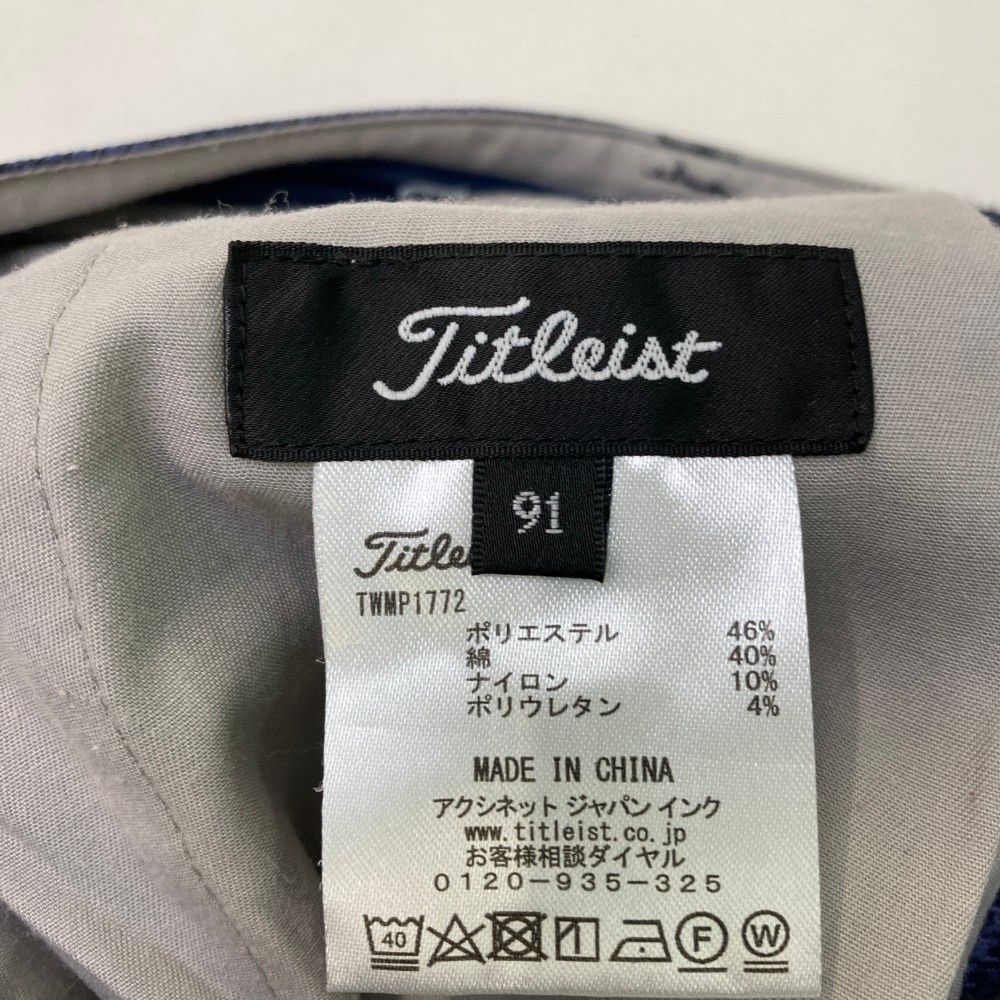 Titleist
91
Title
TWMP1772
ポリエステル 46%
綿 40%
ナイロン 10%
ポリウレタン 4%
MADE IN CHINA
アクシネット ジャパン インク
www.titleist.co.jp
お客様相談ダイヤル
0120-935-325
40 F W